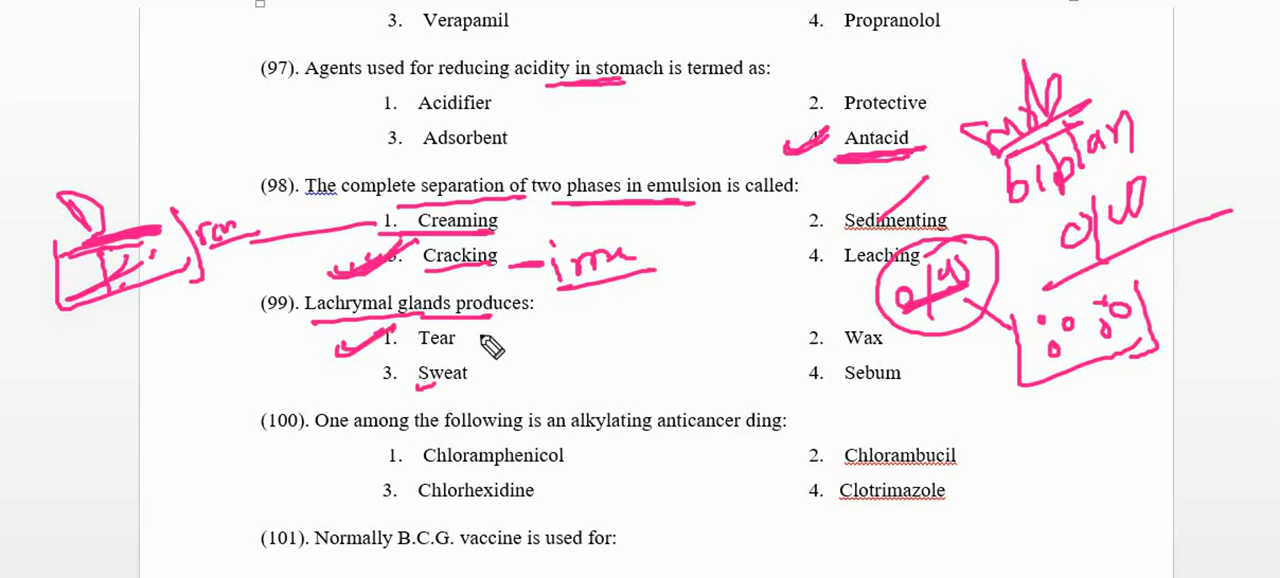 3. Verapamil 4. Propranolol
(97). Agents used for reducing acidity in stomach is termed as:
1. Acidifier 2. Protective
3. Adsorbent 4. Antacid
(98). The complete separation of two phases in emulsion is called:
1. Creaming 2. Sedimenting
Cracking 4. Leaching
(99). Lachrymal glands produces:
1. Tear 2. Wax
3. Sweat 4. Sebum
(100). One among the following is an alkylating anticancer ding:
1. Chloramphenicol 2. Chlorambucil
3. Chlorhexidine 4. Clotrimazole
(101). Normally B.C.G. vaccine is used for: